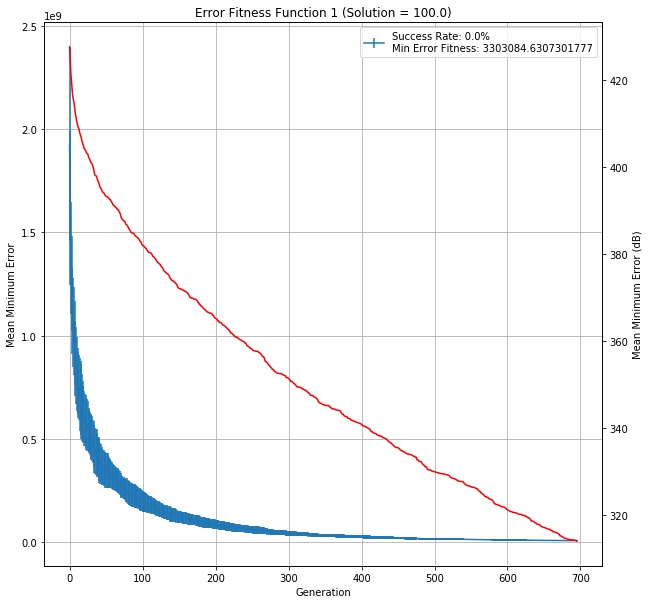 Error Fitness Function 1 (Solution = 100.0)
1e9
Success Rate: 0.0%
Min Error Fitness: 3303084.6307301777
2.5
2.0
1.5
1.0
0.5
0.0
Mean Minimum Error
420
400
380
360
340
320
Mean Minimum Error (dB)
0 100 200 300 400 500 600 700
Generation